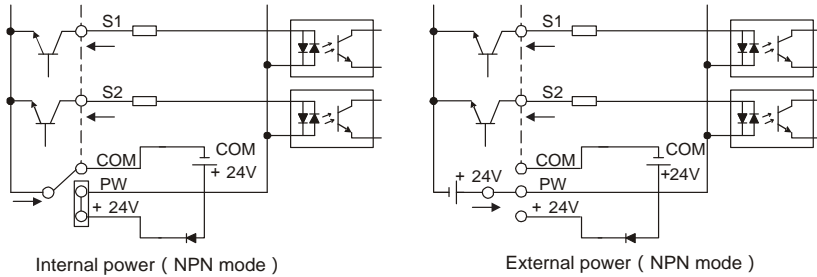 S1
S2
COM
COM
+ 24V
PW
+ 24V
Internal power ( NPN mode )
S1
S2
COM
COM
+24V
+ 24V
PW
+ 24V
External power ( NPN mode )